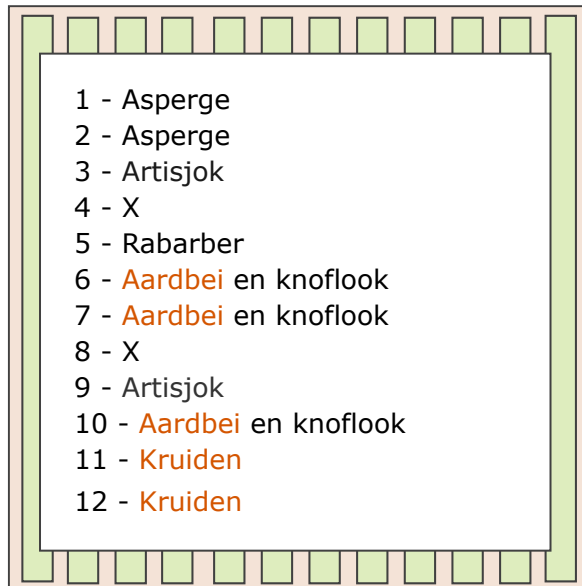 1 - Asperge
2 - Asperge
3 - Artisjok
4 - X
5 - Rabarber
6 - Aardbei en knoflook
7 - Aardbei en knoflook
8 - X
9 - Artisjok
10 - Aardbei en knoflook
11 - Kruiden
12 - Kruiden